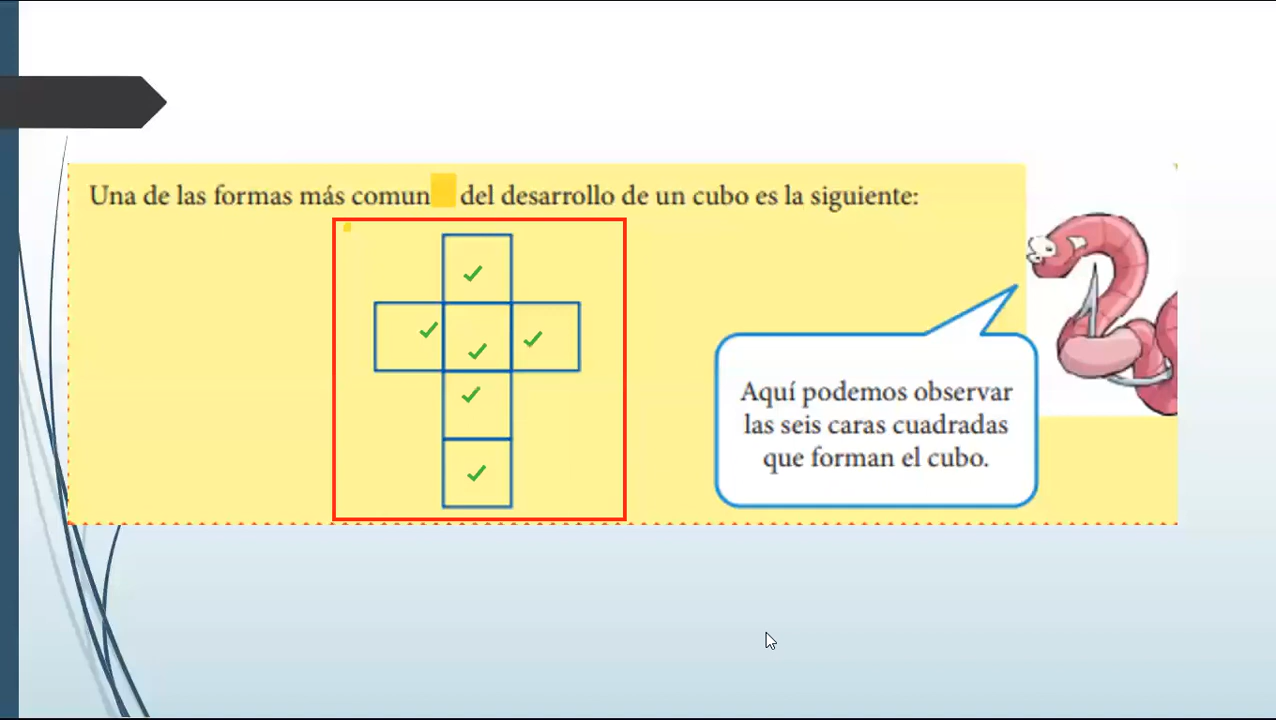 Una de las formas más comun del desarrollo de un cubo es la siguiente:
Aquí podemos observar
las seis caras cuadradas
que forman el cubo.